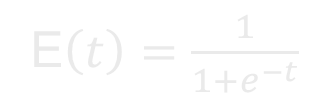 E(t) = 1/(1+e^{-t})